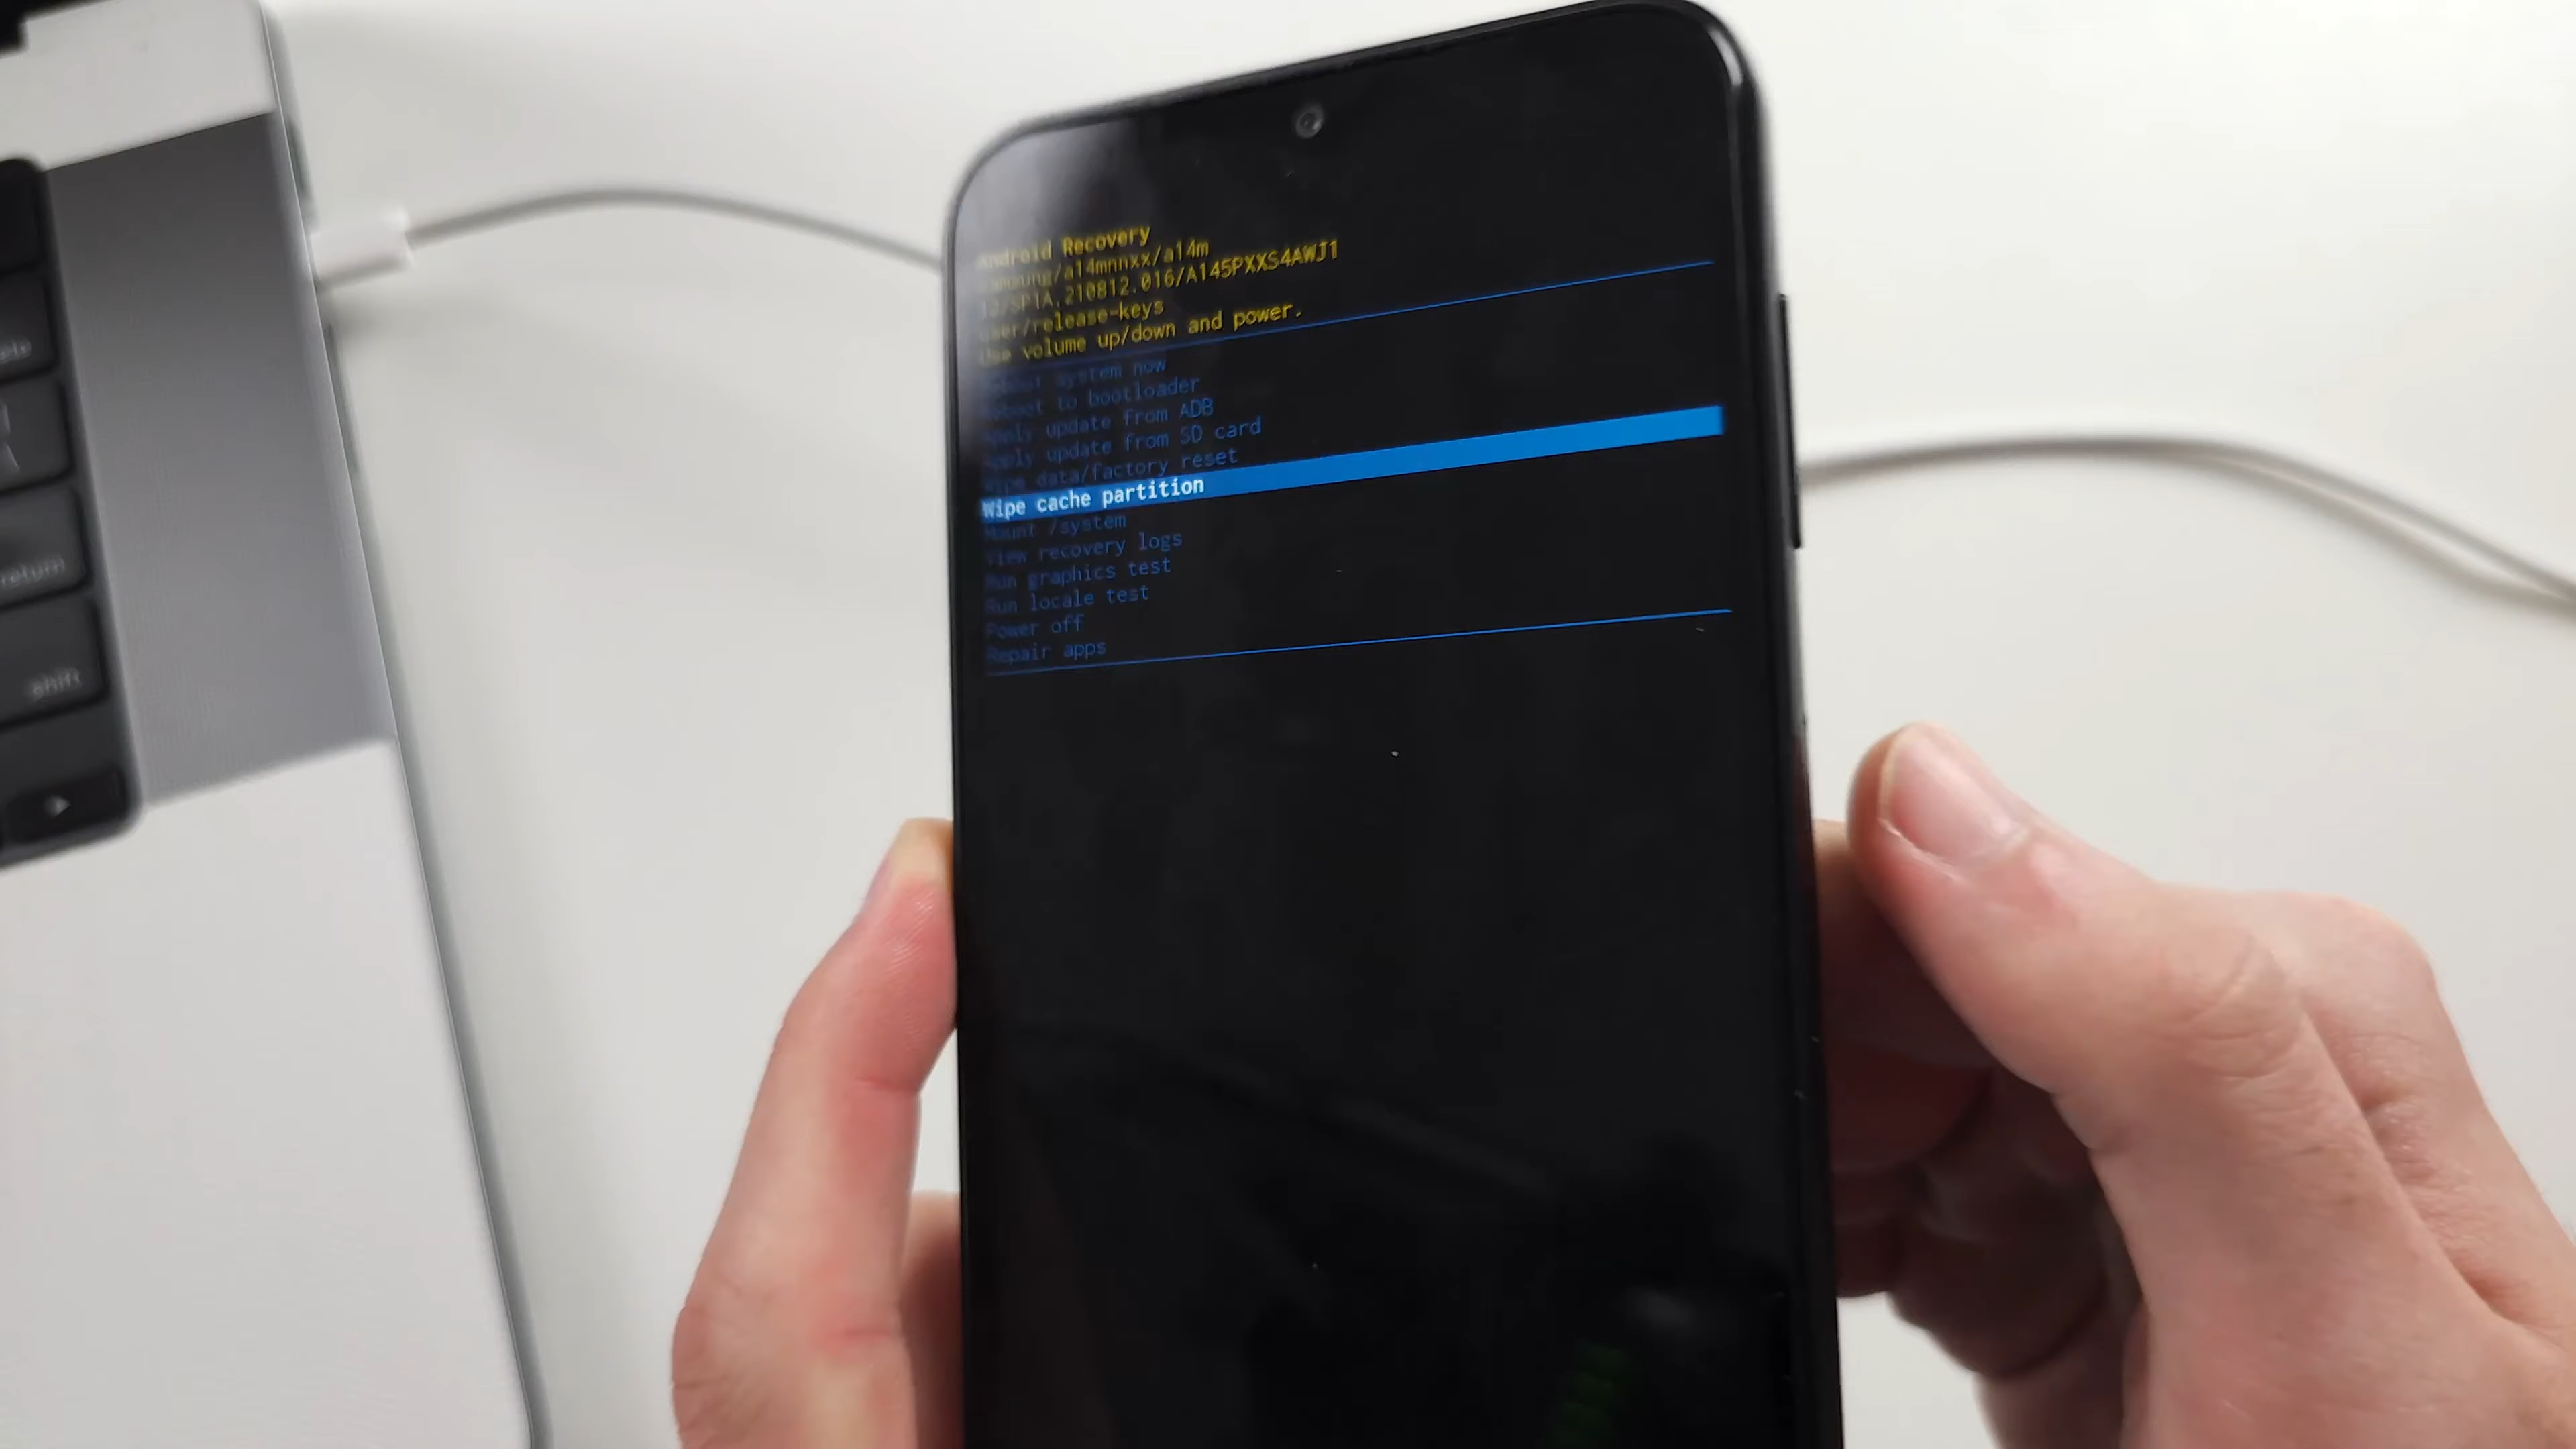 Android Recovery
samsung/a14mnnxx/a14m
13/SP1A.210812.016/A145PXXS4AWJ1
user/release-keys
Use volume up/down and power.
Reboot system now
Reboot to bootloader
Apply update from ADB
Apply update from SD card
Wipe data/factory reset
Wipe cache partition
Mount /system
View recovery logs
Run graphics test
Run locale test
Power off
Repair apps
return
shift